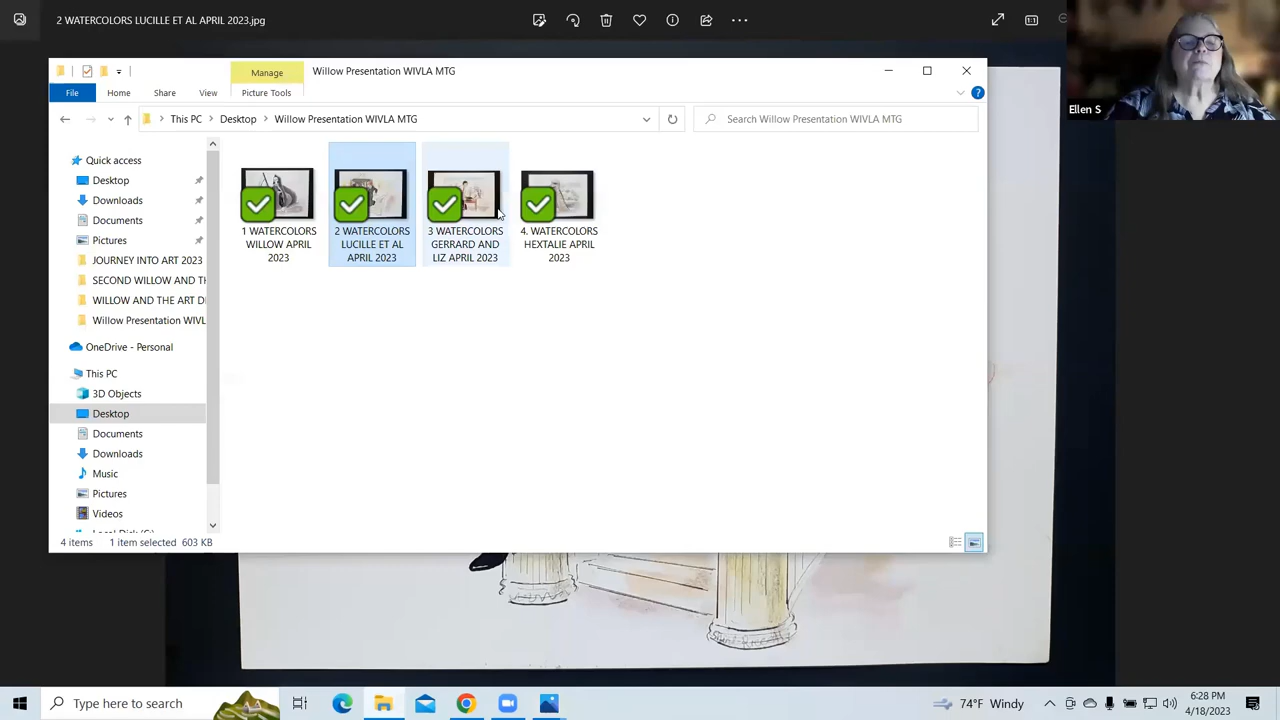 2 WATERCOLORS LUCILLE ET AL APRIL 2023.jpg
Ellen S
Manage
Willow Presentation WIVLA MTG
File
Home
Share
View
Picture Tools
This PC > Desktop > Willow Presentation WIVLA MTG
Search Willow Presentation WIVLA MTG
Quick access
Desktop
Downloads
Documents
Pictures
JOURNEY INTO ART 2023
SECOND WILLOW AND TH
WILLOW AND THE ART DI
Willow Presentation WIVL
OneDrive - Personal
This PC
3D Objects
Desktop
Documents
Downloads
Music
Pictures
Videos
1 WATERCOLORS
WILLOW APRIL
2023
2 WATERCOLORS
LUCILLE ET AL
APRIL 2023
3 WATERCOLORS
GERRARD AND
LIZ APRIL 2023
4. WATERCOLORS
HEXTALIE APRIL
2023
4 items
1 item selected 603 KB
Type here to search
74°F Windy
6:28 PM
4/18/2023